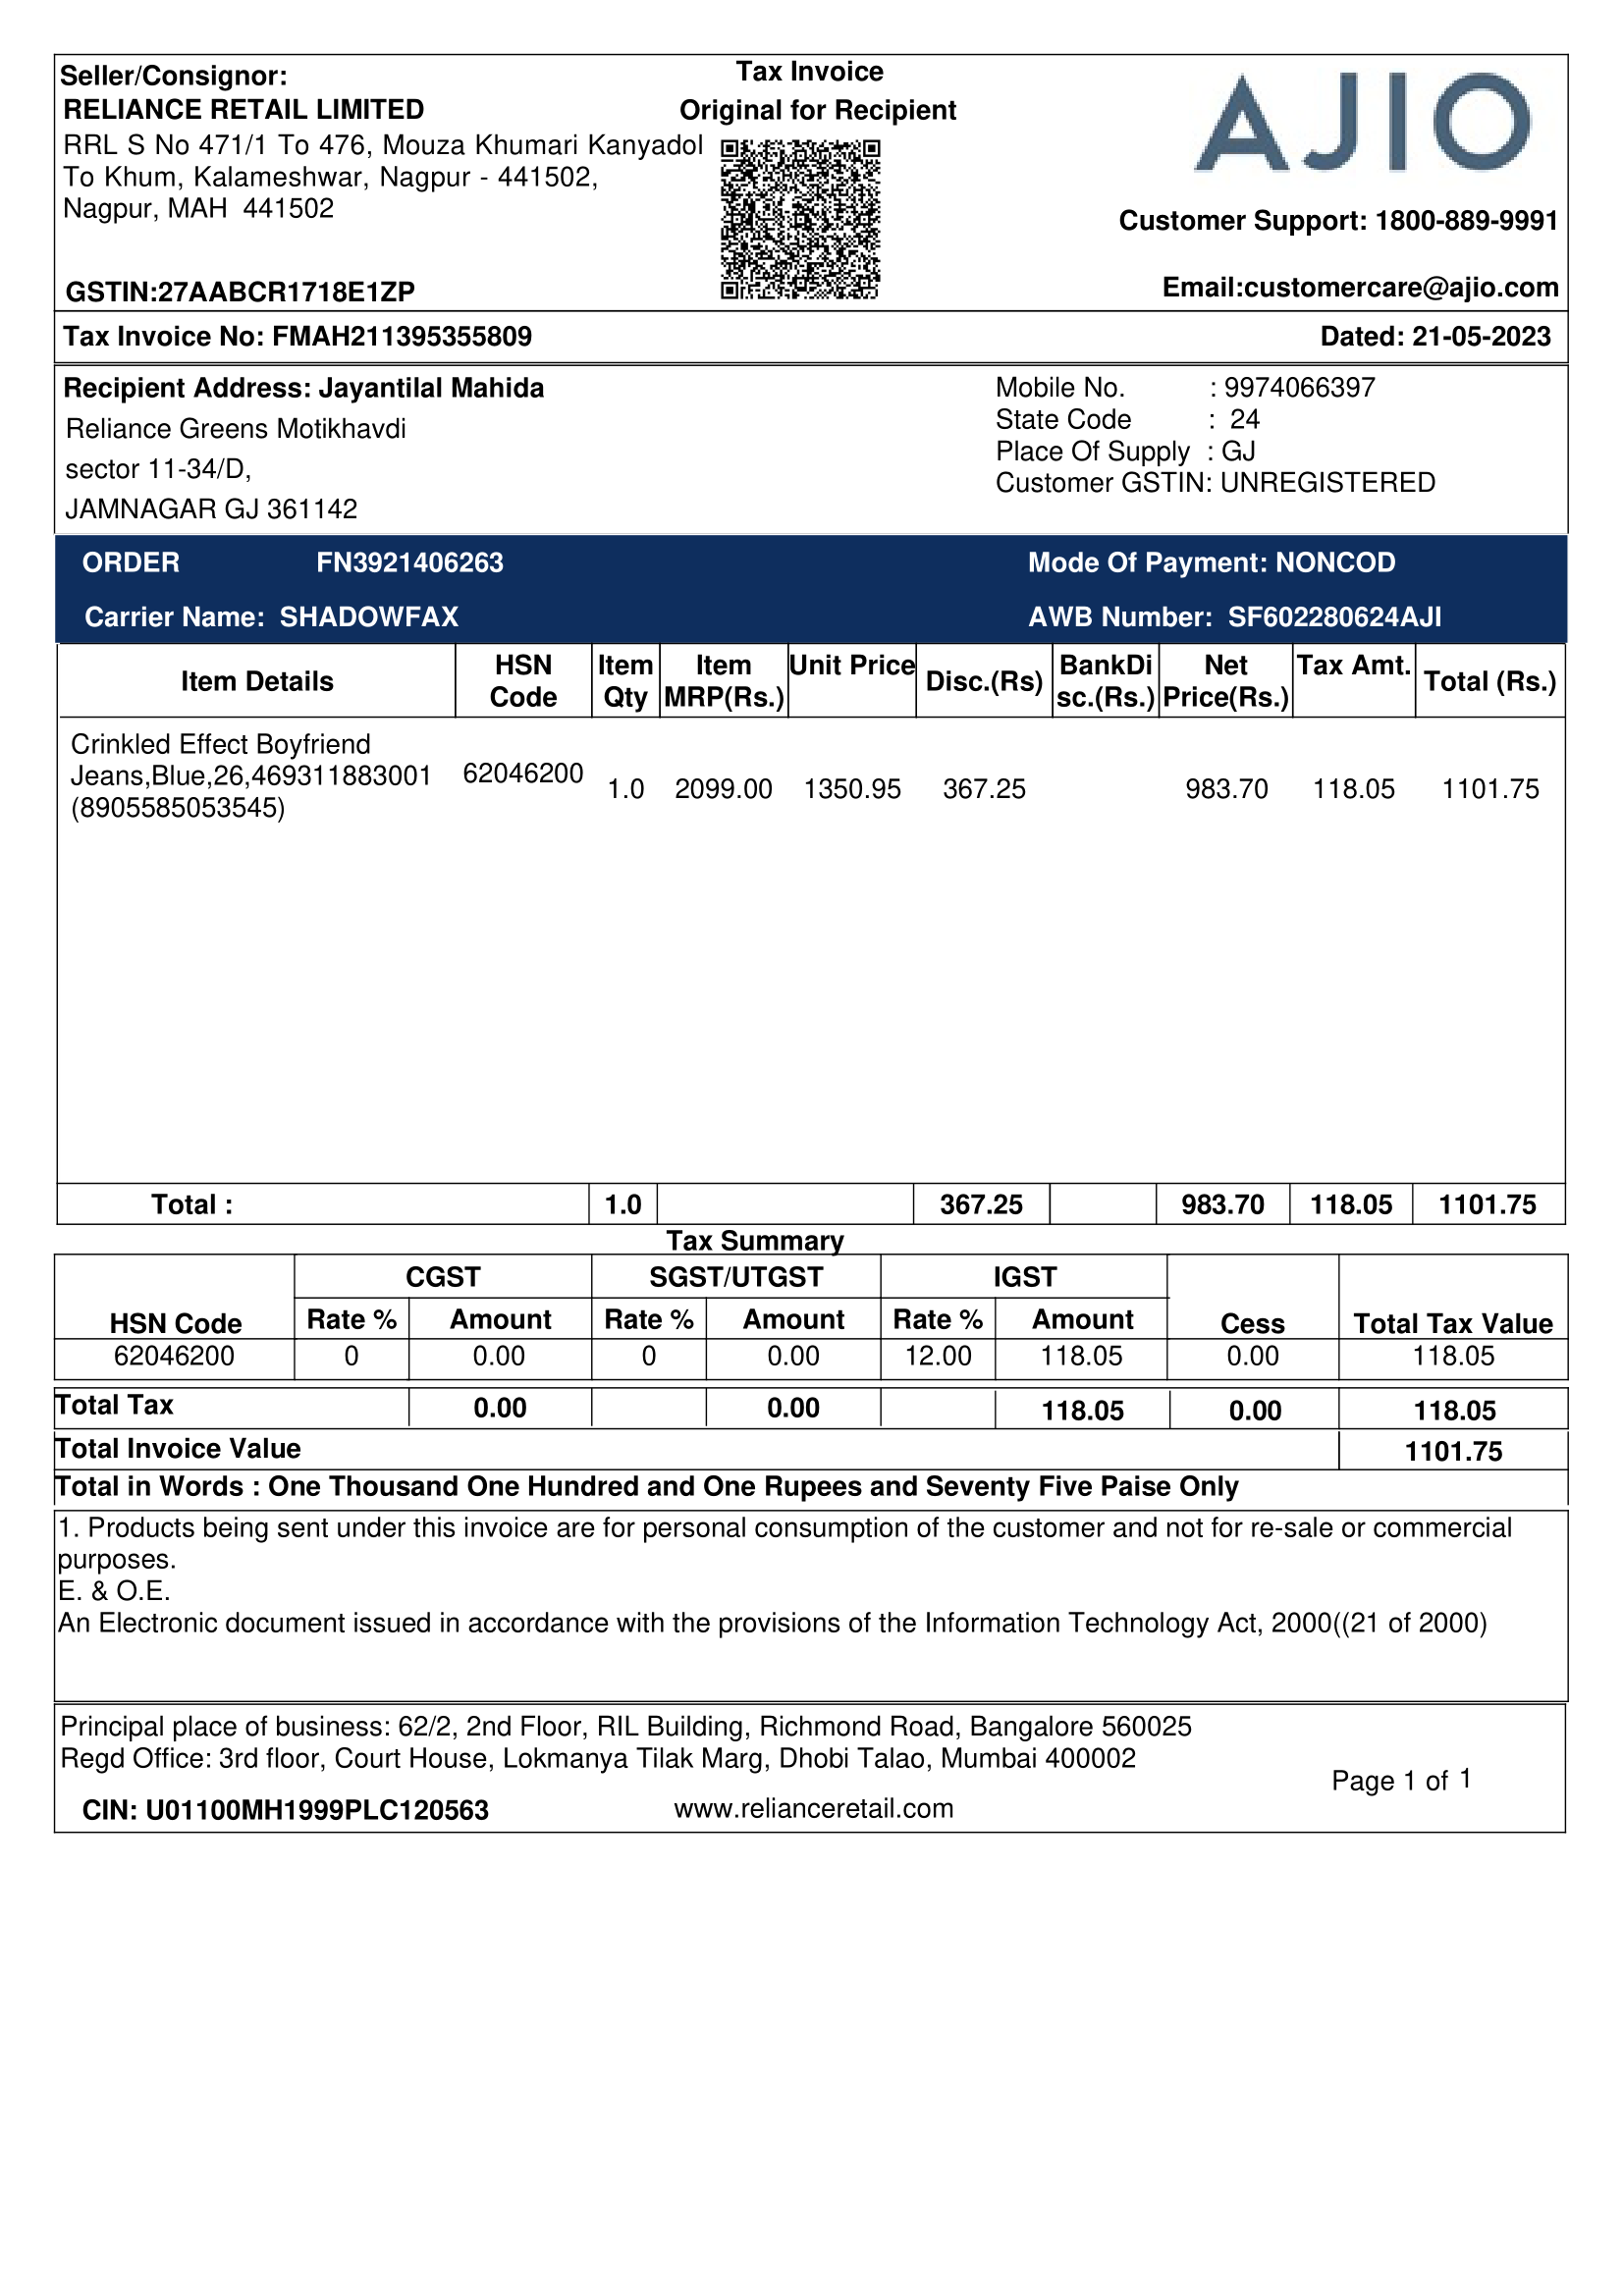 Seller/Consignor:
RELIANCE RETAIL LIMITED
RRL S No 471/1 To 476, Mouza Khumari Kanyadol
To Khum, Kalameshwar, Nagpur - 441502,
Nagpur, MAH 441502
GSTIN:27AABCR1718E1ZP
Tax Invoice
Original for Recipient
AJIO
Customer Support: 1800-889-9991
Email:customercare@ajio.com
Tax Invoice No: FMAH211395355809 Dated: 21-05-2023
Recipient Address: Jayantilal Mahida
Reliance Greens Motikhavdi
sector 11-34/D,
JAMNAGAR GJ 361142
Mobile No. : 9974066397
State Code : 24
Place Of Supply : GJ
Customer GSTIN: UNREGISTERED
ORDER FN3921406263 Mode Of Payment: NONCOD
Carrier Name: SHADOWFAX AWB Number: SF602280624AJI
Item Details HSN Code Item Qty Item MRP(Rs.) Unit Price Disc.(Rs) BankDi sc.(Rs.) Net Price(Rs.) Tax Amt. Total (Rs.)
Crinkled Effect Boyfriend
Jeans,Blue,26,469311883001
(8905585053545)
62046200 1.0 2099.00 1350.95 367.25 983.70 118.05 1101.75
Total : 1.0 367.25 983.70 118.05 1101.75
Tax Summary
CGST SGST/UTGST IGST
HSN Code Rate % Amount Rate % Amount Rate % Amount Cess Total Tax Value
62046200 0 0.00 0 0.00 12.00 118.05 0.00 118.05
Total Tax 0.00 0.00 118.05 0.00 118.05
Total Invoice Value 1101.75
Total in Words : One Thousand One Hundred and One Rupees and Seventy Five Paise Only
1. Products being sent under this invoice are for personal consumption of the customer and not for re-sale or commercial
purposes.
E. & O.E.
An Electronic document issued in accordance with the provisions of the Information Technology Act, 2000((21 of 2000)
Principal place of business: 62/2, 2nd Floor, RIL Building, Richmond Road, Bangalore 560025
Regd Office: 3rd floor, Court House, Lokmanya Tilak Marg, Dhobi Talao, Mumbai 400002
Page 1 of 1
CIN: U01100MH1999PLC120563 www.relianceretail.com